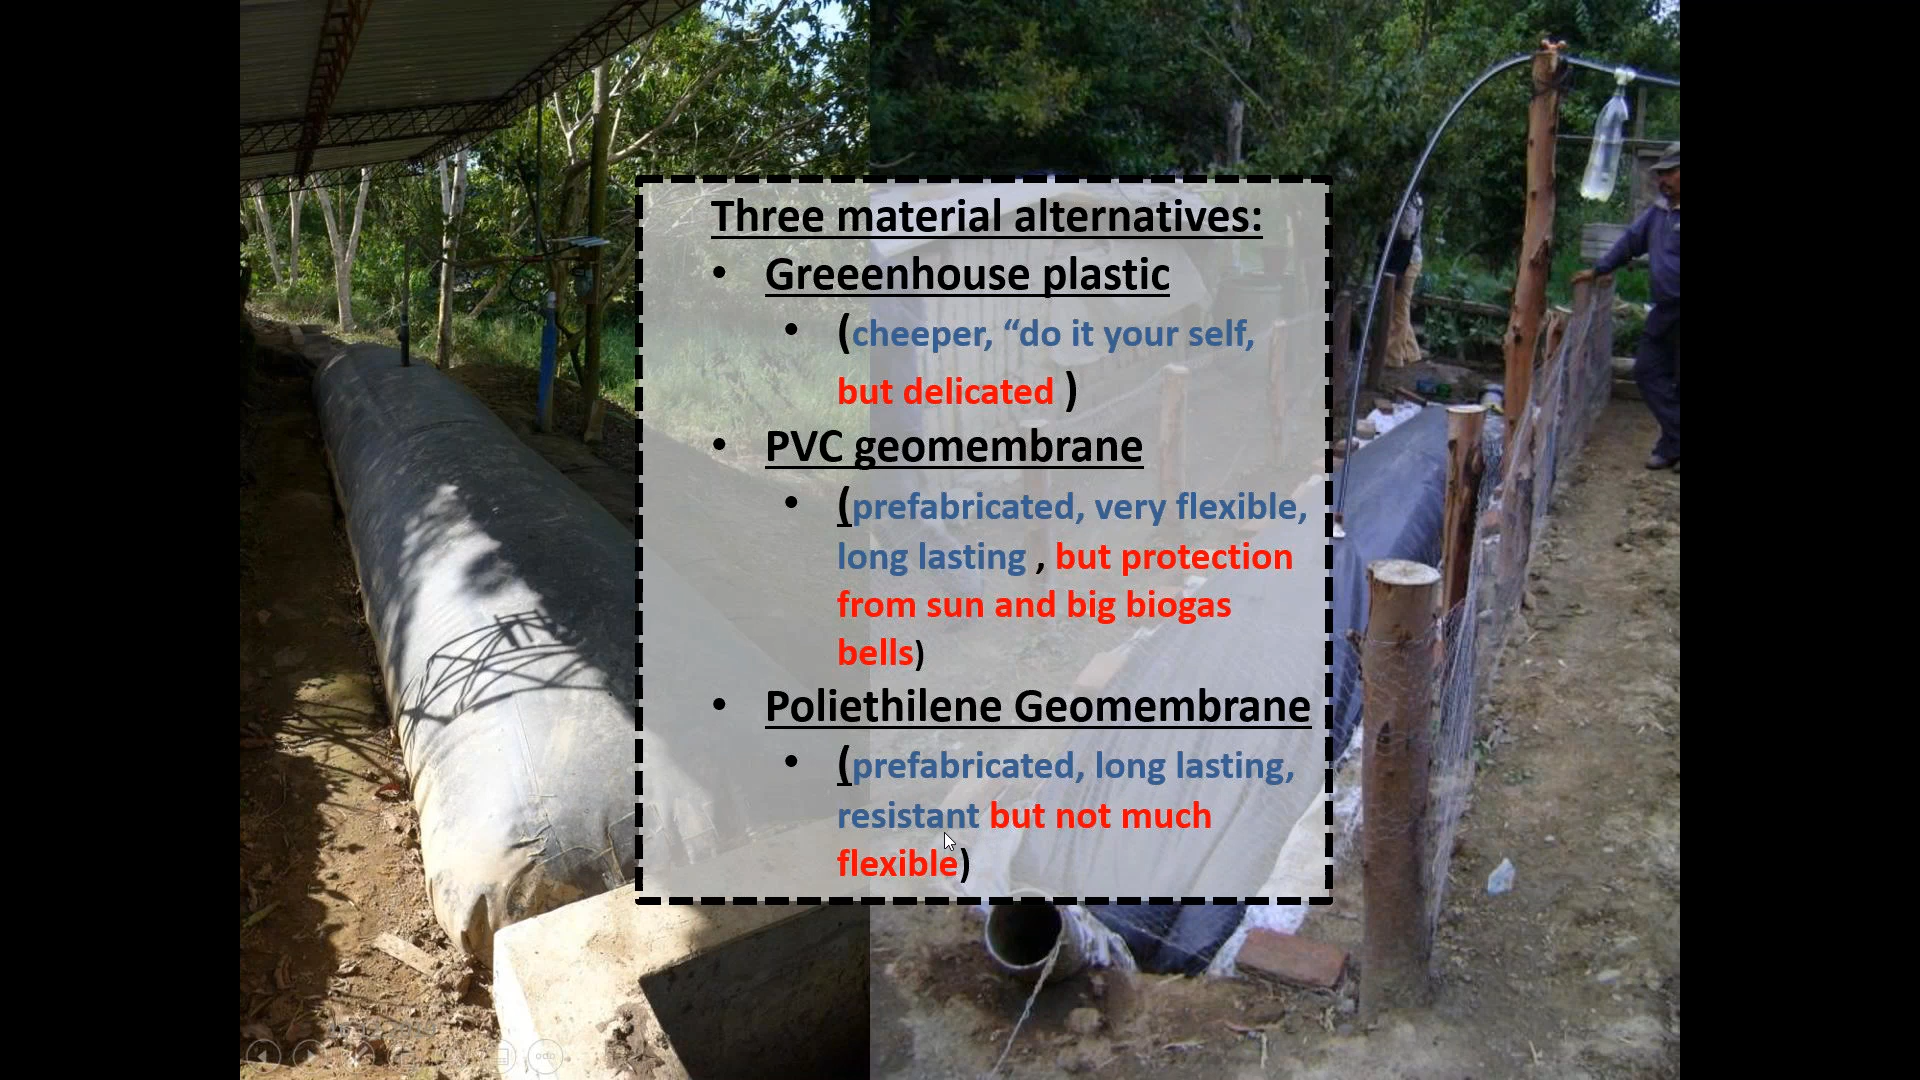 Three material alternatives:
• Greeenhouse plastic
• (cheeper, “do it your self,
but delicated )
• PVC geomembrane
• (prefabricated, very flexible,
long lasting , but protection
from sun and big biogas
bells)
• Poliethilene Geomembrane
• (prefabricated, long lasting,
resistant but not much
flexible)